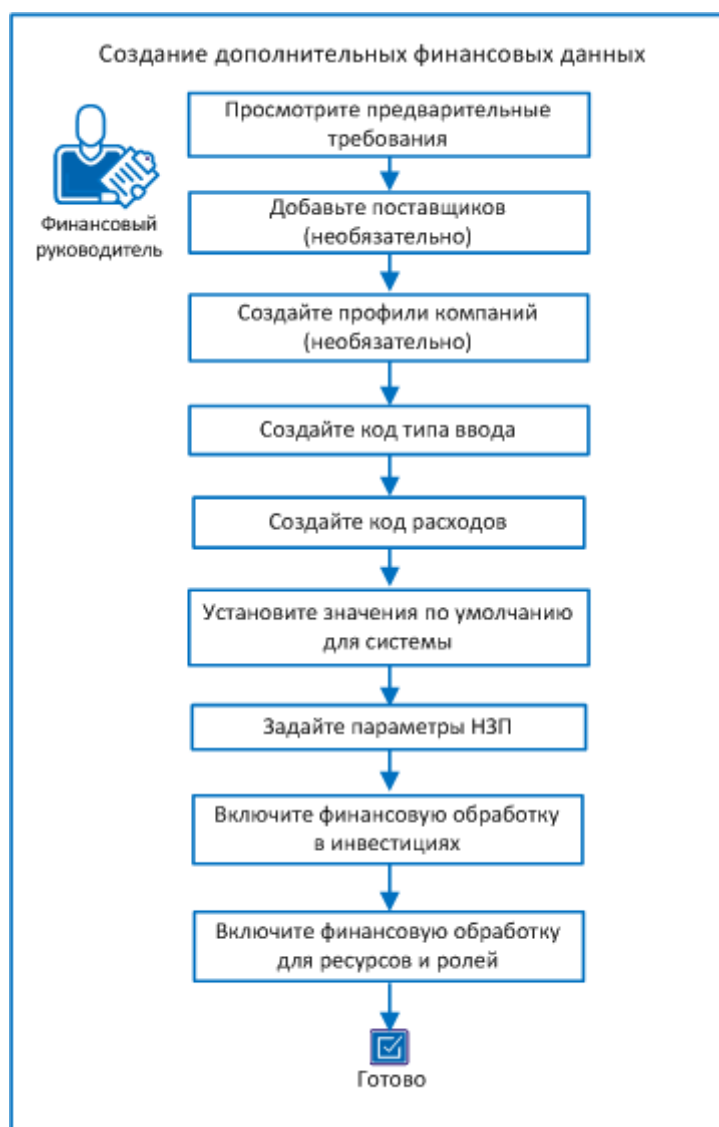 Создание дополнительных финансовых данных
Просмотрите предварительные
требования
Финансовый
руководитель
Добавьте поставщиков
(необязательно)
Создайте профили компаний
(необязательно)
Создайте код типа ввода
Создайте код расходов
Установите значения по умолчанию
для системы
Задайте параметры НЗП
Включите финансовую обработку
в инвестициях
Включите финансовую обработку
для ресурсов и ролей
Готово